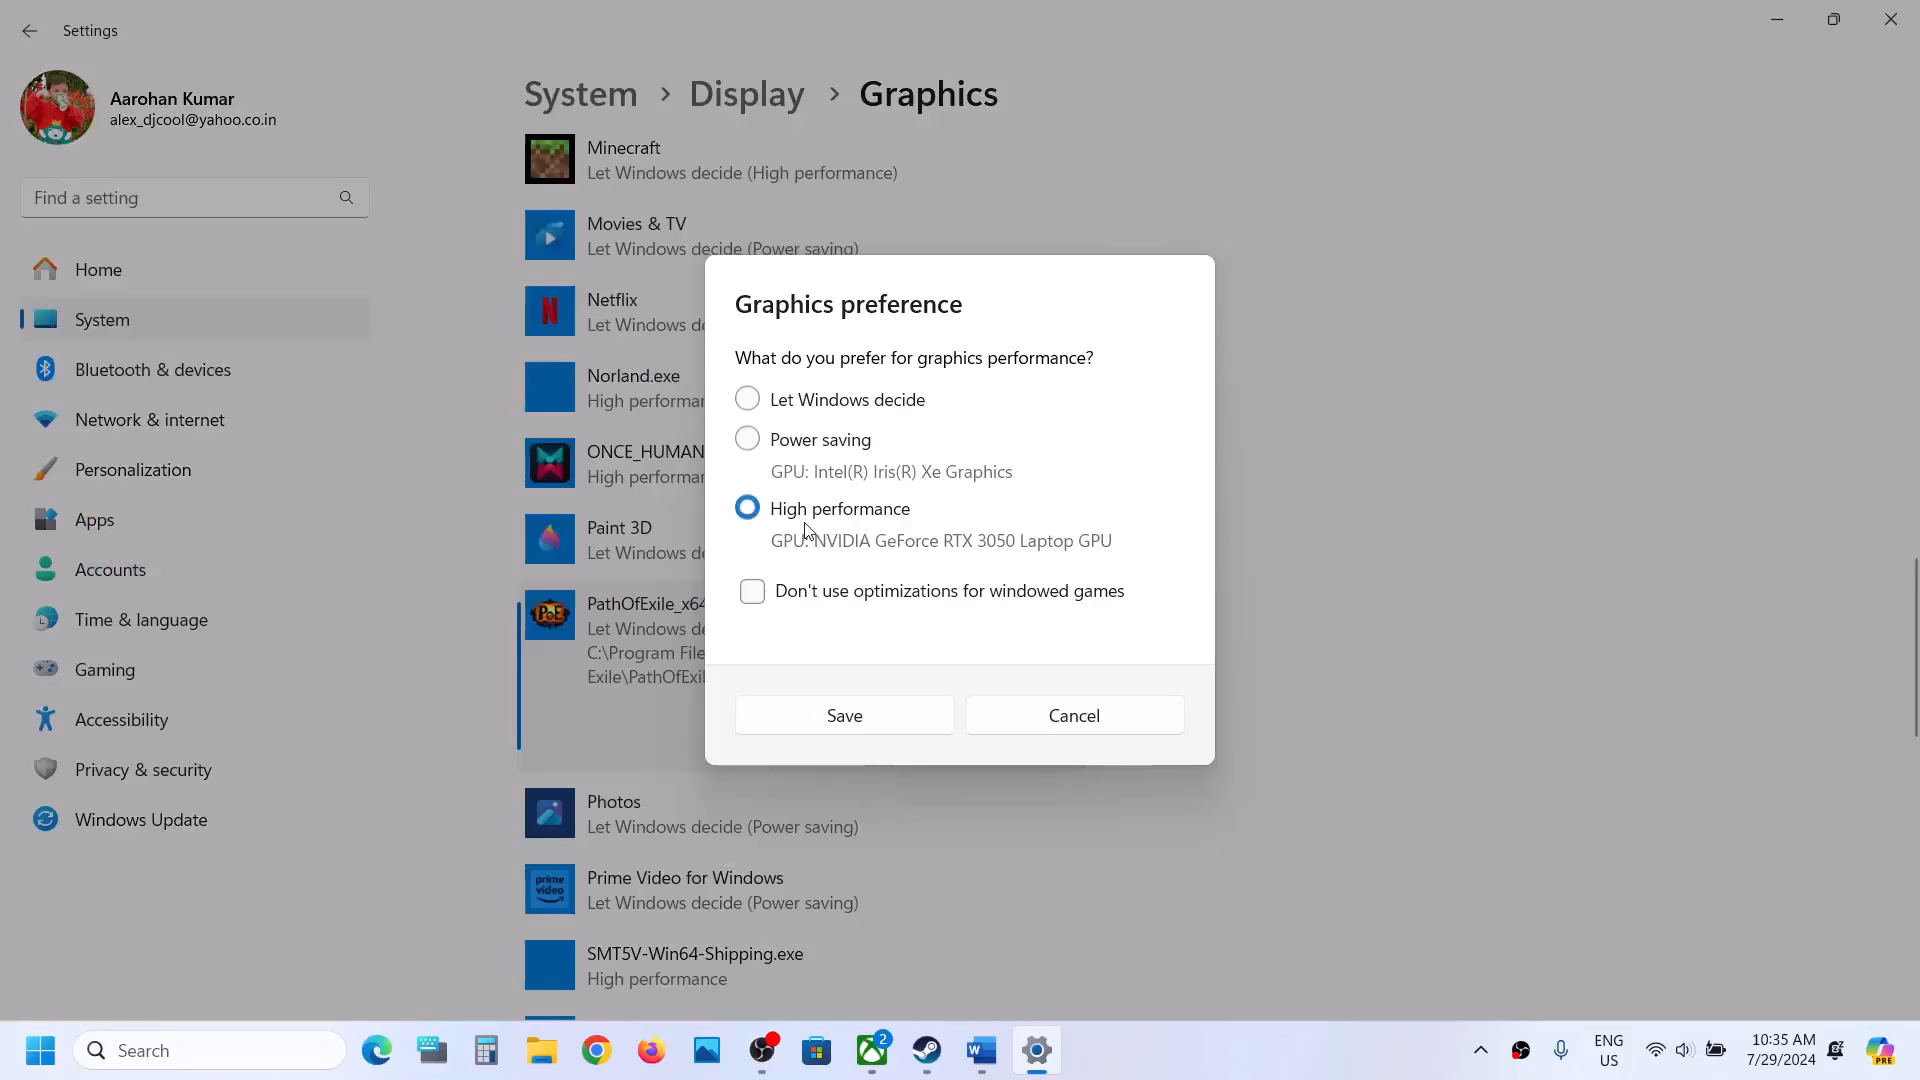 Settings
Aarohan Kumar
alex_djcool@yahoo.co.in
Find a setting
Home
System
Bluetooth & devices
Network & internet
Personalization
Apps
Accounts
Time & language
Gaming
Accessibility
Privacy & security
Windows Update
System > Display > Graphics
Minecraft
Let Windows decide (High performance)
Movies & TV
Let Windows decide (Power saving)
Netflix
Let Windows de
Norland.exe
High performan
ONCE_HUMAN
High performan
Paint 3D
Let Windows de
PathOfExile_x64
Let Windows de
C:\Program File
Exile\PathOfExil
Photos
Let Windows decide (Power saving)
prime video
Prime Video for Windows
Let Windows decide (Power saving)
SMT5V-Win64-Shipping.exe
High performance
Graphics preference
What do you prefer for graphics performance?
Let Windows decide
Power saving
GPU: Intel(R) Iris(R) Xe Graphics
High performance
GPU: NVIDIA GeForce RTX 3050 Laptop GPU
Don't use optimizations for windowed games
Save
Cancel
Search
2
ENG
US
10:35 AM
7/29/2024
PRE